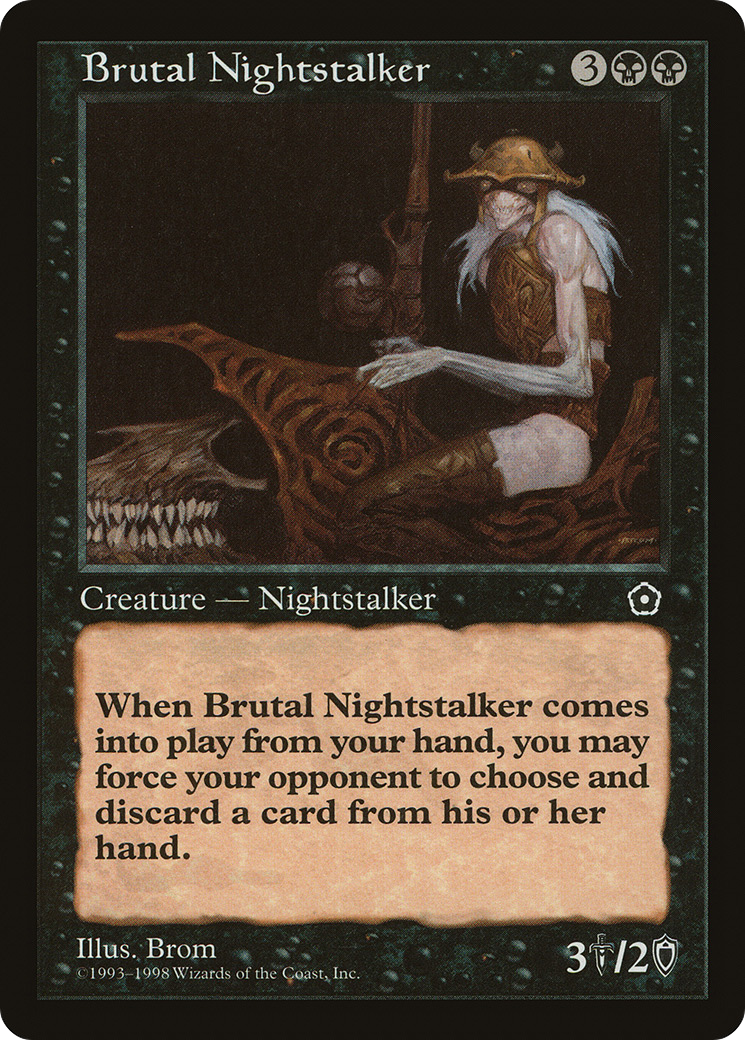 Brutal Nightstalker 3
Creature — Nightstalker
When Brutal Nightstalker comes
into play from your hand, you may
force your opponent to choose and
discard a card from his or her
hand.
Illus. Brom
©1993–1998 Wizards of the Coast, Inc.
3/2